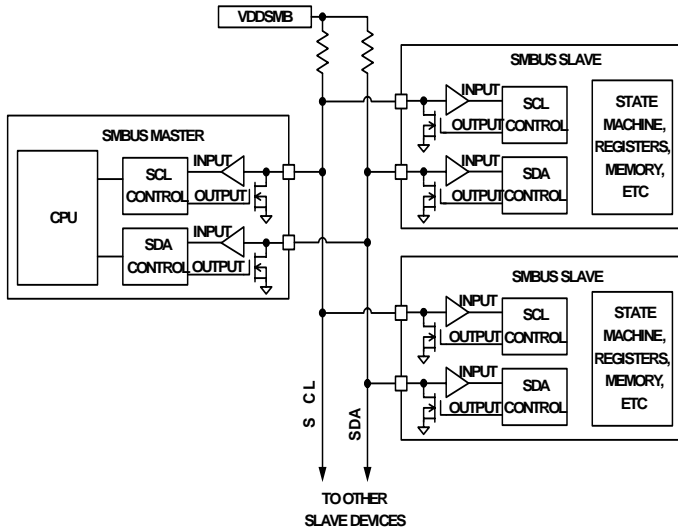 VDDSMB
SMBUS SLAVE
INPUT
SCL
CONTROL
OUTPUT
STATE
MACHINE,
REGISTERS,
MEMORY,
ETC
INPUT
SDA
CONTROL
OUTPUT
SMBUS MASTER
CPU
SCL
CONTROL
INPUT
OUTPUT
SDA
CONTROL
INPUT
OUTPUT
SMBUS SLAVE
INPUT
SCL
CONTROL
OUTPUT
STATE
MACHINE,
REGISTERS,
MEMORY,
ETC
INPUT
SDA
CONTROL
OUTPUT
S CL
SDA
TO OTHER
SLAVE DEVICES